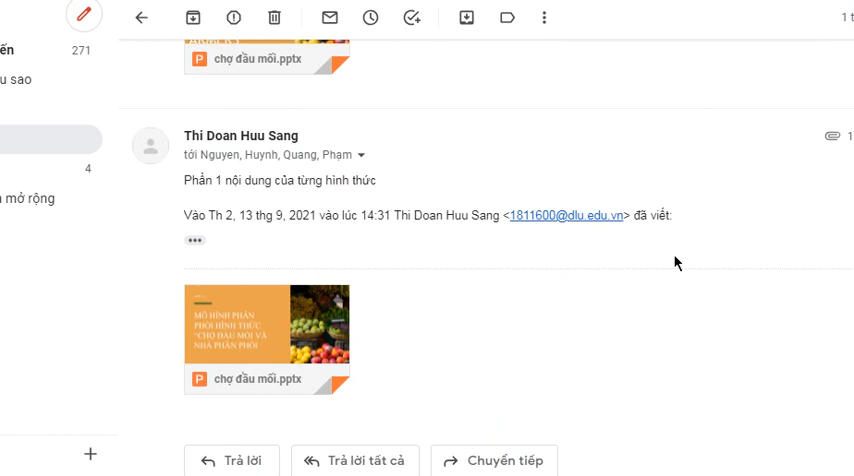 1
ến
271
chợ đầu mối.pptx
u sao
Thi Doan Huu Sang
1
tới Nguyen, Huynh, Quang, Phạm
4
Phần 1 nội dung của từng hình thức
mở rộng
Vào Th 2, 13 thg 9, 2021 vào lúc 14:31 Thi Doan Huu Sang <1811600@dlu.edu.vn> đã viết:
MÔ HÌNH PHÂN
PHỐI HÌNH THỨC
"CHỢ ĐẦU MỐI VÀ
NHÀ PHÂN PHỐI
chợ đầu mối.pptx
Trả lời
Trả lời tất cả
Chuyển tiếp